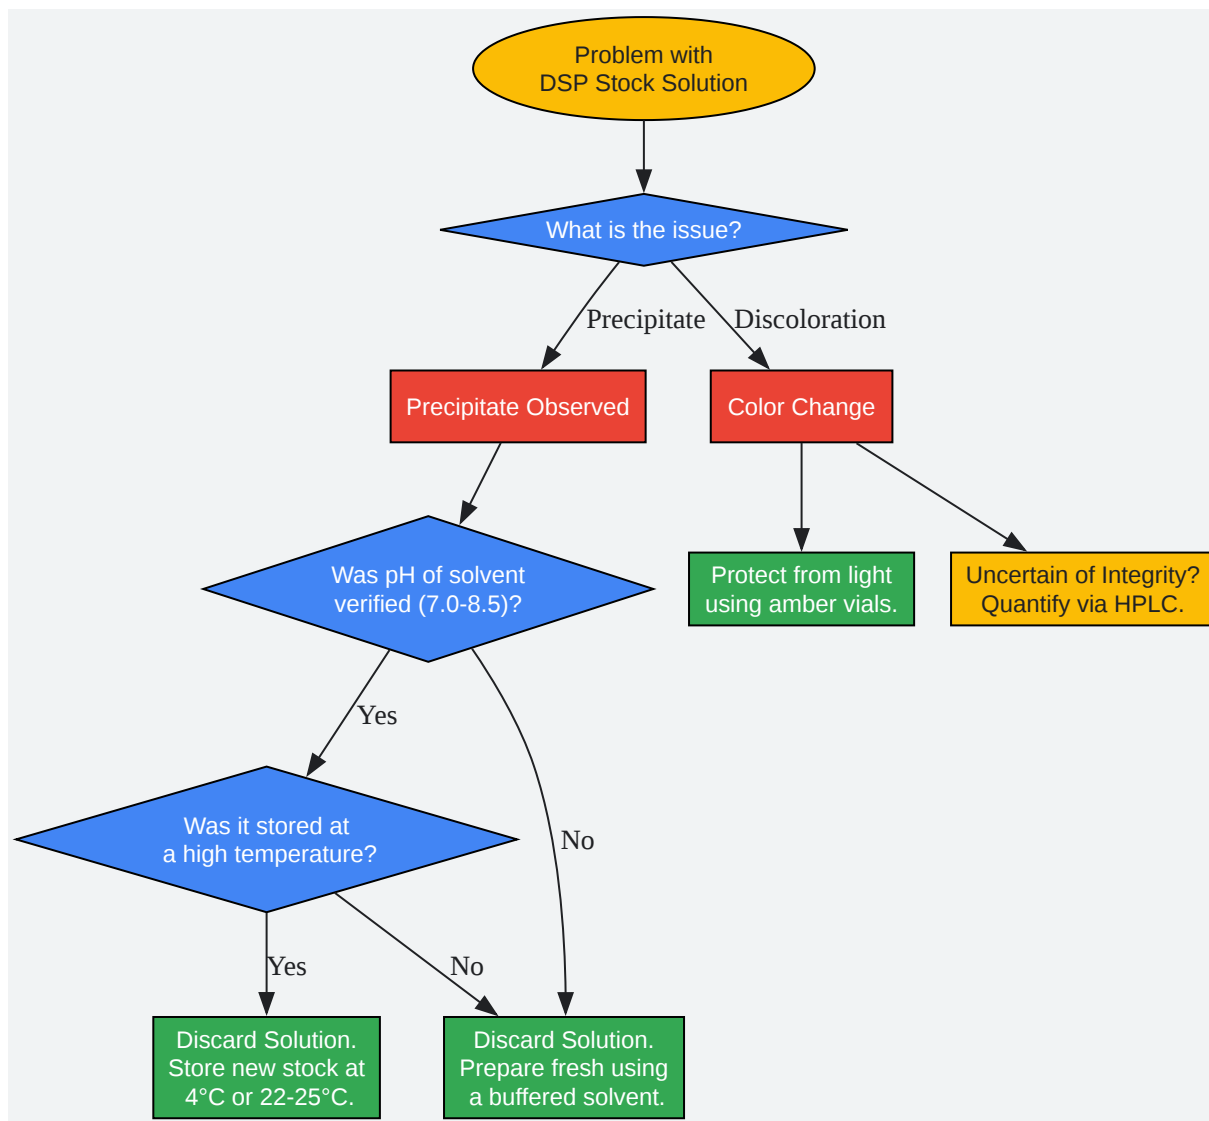 Problem with
DSP Stock Solution
What is the issue?
Precipitate
Discoloration
Precipitate Observed
Color Change
Was pH of solvent
verified (7.0-8.5)?
Protect from light
using amber vials.
Uncertain of Integrity?
Quantify via HPLC.
Yes
Was it stored at
a high temperature?
No
Yes
No
Discard Solution.
Store new stock at
4°C or 22-25°C.
Discard Solution.
Prepare fresh using
a buffered solvent.